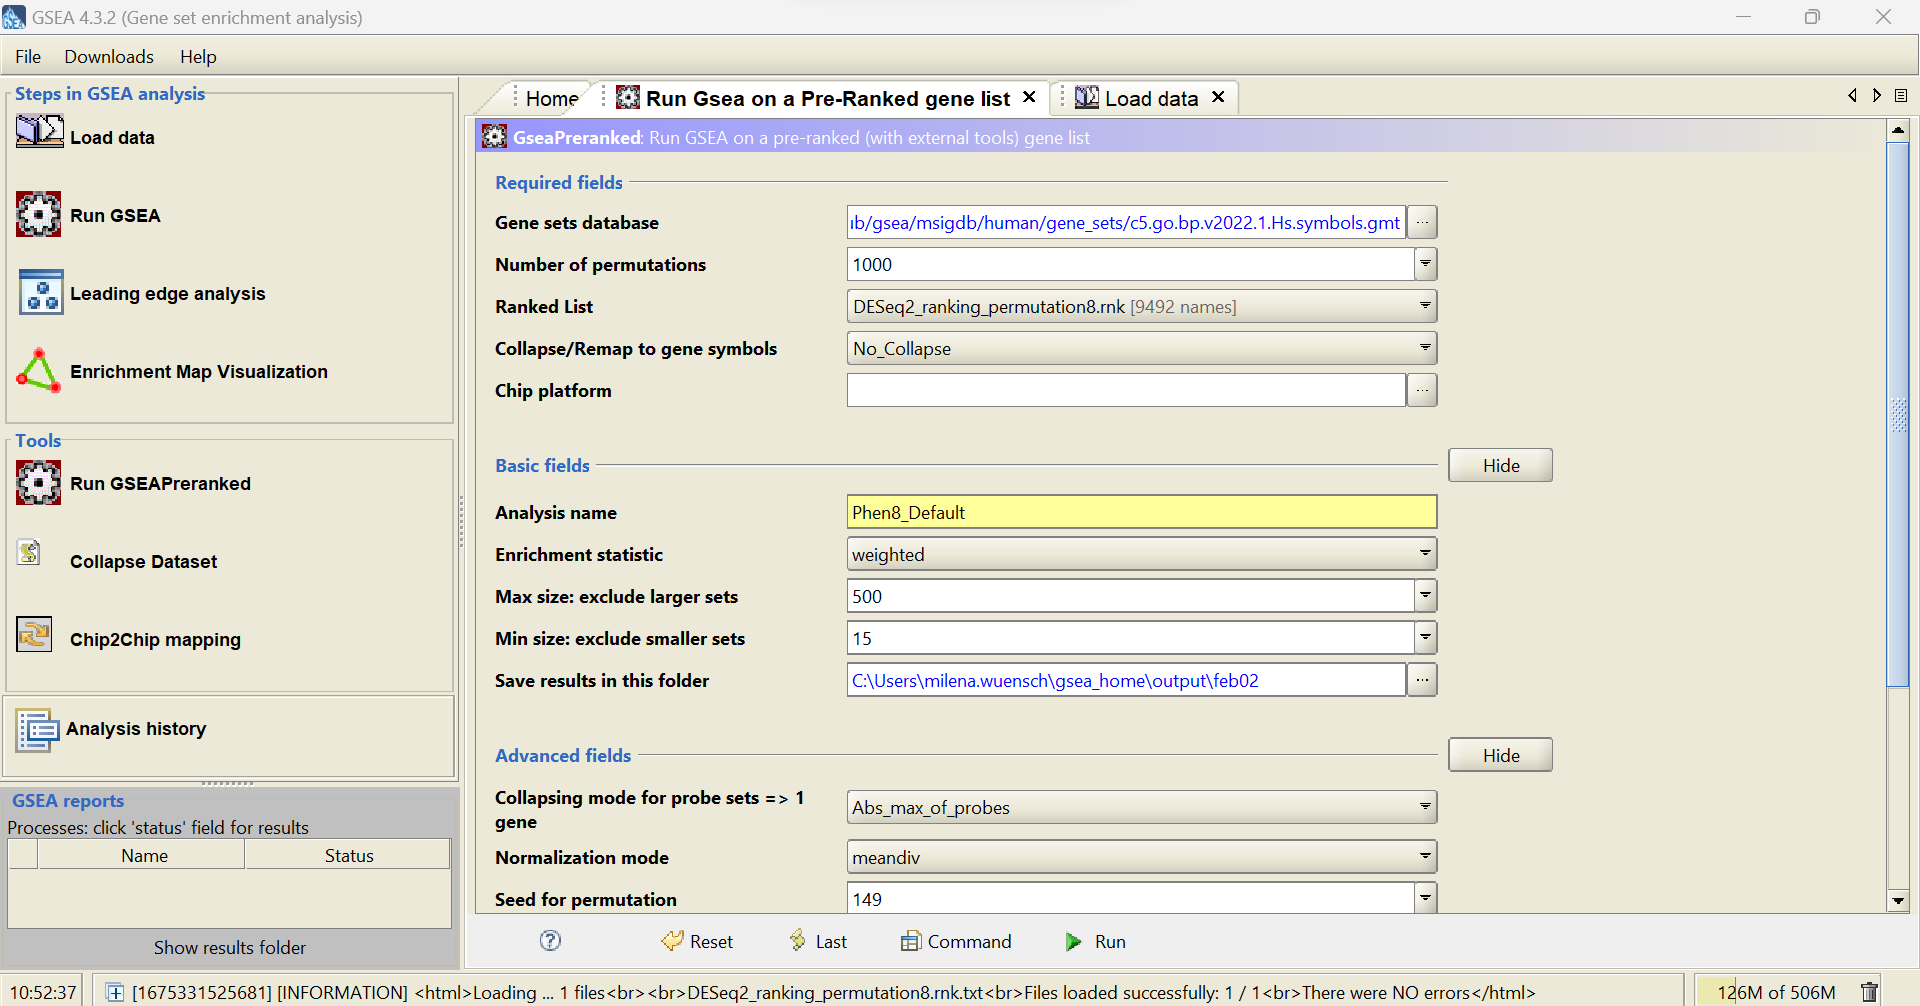 GSEA 4.3.2 (Gene set enrichment analysis)
File Downloads Help
Steps in GSEA analysis
Load data
Run GSEA
Leading edge analysis
Enrichment Map Visualization
Tools
Run GSEAPreranked
Collapse Dataset
Chip2Chip mapping
Analysis history
GSEA reports
Processes: click 'status' field for results
Name Status
Show results folder
Home Run Gsea on a Pre-Ranked gene list Load data
GseaPreranked: Run GSEA on a pre-ranked (with external tools) gene list
Required fields
Gene sets database ub/gsea/msigdb/human/gene_sets/c5.go.bp.v2022.1.Hs.symbols.gmt ...
Number of permutations 1000
Ranked List DESeq2_ranking_permutation8.rnk [9492 names]
Collapse/Remap to gene symbols No_Collapse
Chip platform ...
Basic fields Hide
Analysis name Phen8_Default
Enrichment statistic weighted
Max size: exclude larger sets 500
Min size: exclude smaller sets 15
Save results in this folder C:\Users\milena.wuensch\gsea_home\output\feb02 ...
Advanced fields Hide
Collapsing mode for probe sets => 1
gene Abs_max_of_probes
Normalization mode meandiv
Seed for permutation 149
? Reset Last Command Run
10:52:37 [1675331525681] [INFORMATION] <html>Loading ... 1 files<br><br>DESeq2_ranking_permutation8.rnk.txt<br>Files loaded successfully: 1 / 1<br>There were NO errors</html> 126M of 506M